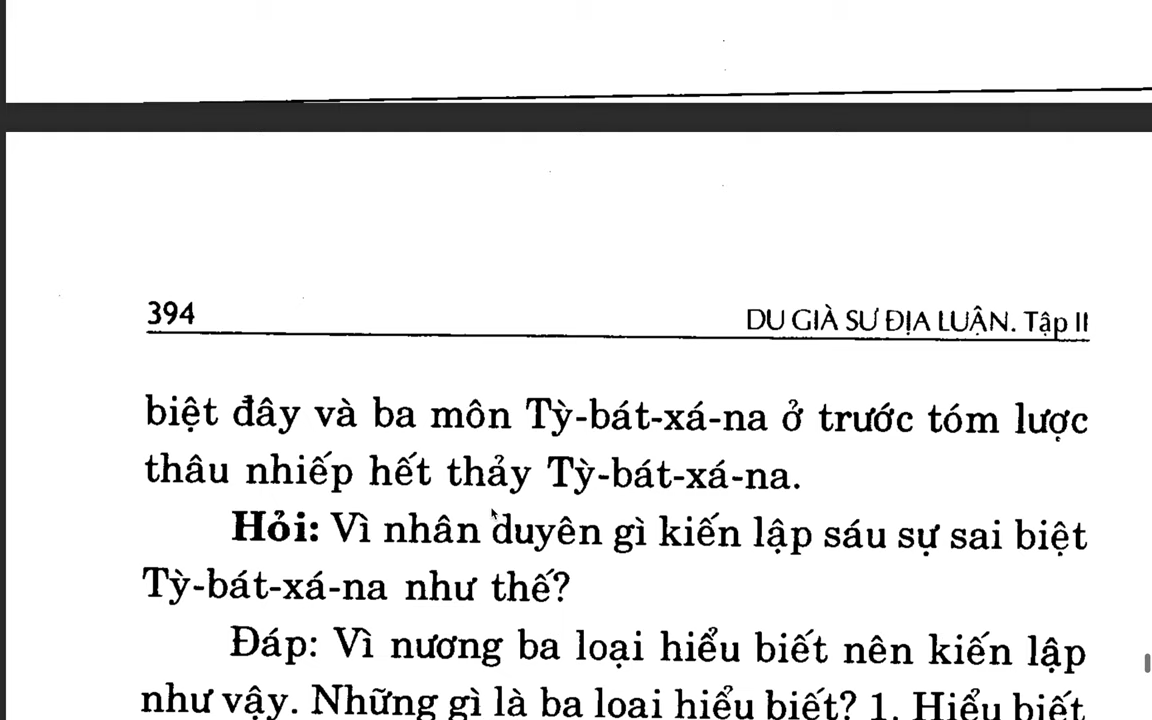 394
DU GIÀ SƯ ĐỊA LUẬN. Tập II
biệt đây và ba môn Tỳ-bát-xá-na ở trước tóm lược
thâu nhiếp hết thảy Tỳ-bát-xá-na.
Hỏi: Vì nhân duyên gì kiến lập sáu sự sai biệt
Tỳ-bát-xá-na như thế?
Đáp: Vì nương ba loại hiểu biết nên kiến lập
như vậy. Những gì là ba loại hiểu biết? 1. Hiểu biết